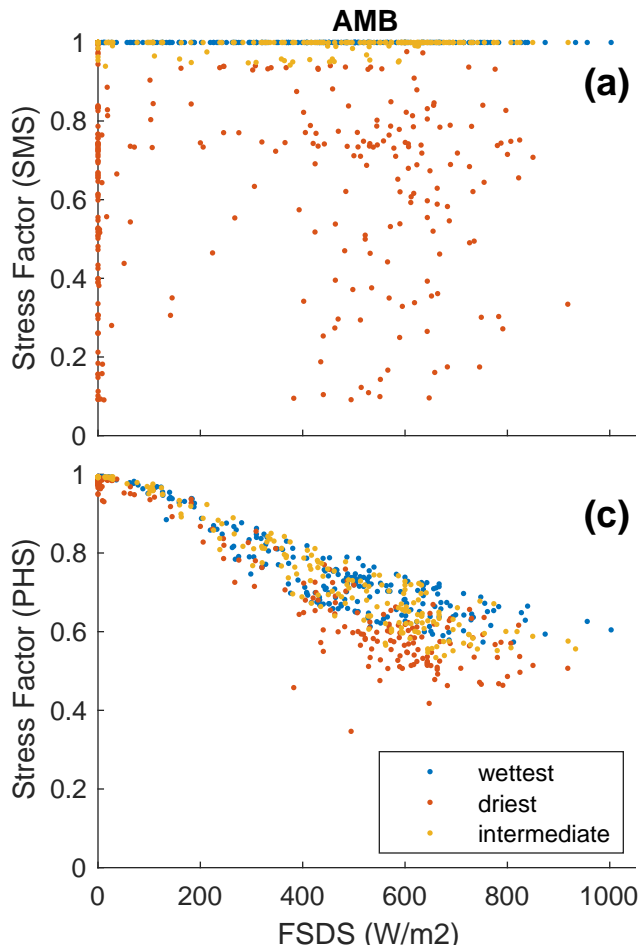 AMB
(a)
Stress Factor (SMS)
1
0.8
0.6
0.4
0.2
0
(c)
Stress Factor (PHS)
1
0.8
0.6
0.4
0.2
0
wettest
driest
intermediate
0 200 400 600 800 1000
FSDS (W/m2)